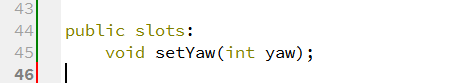 43
44 public slots:
45     void setYaw(int yaw);
46